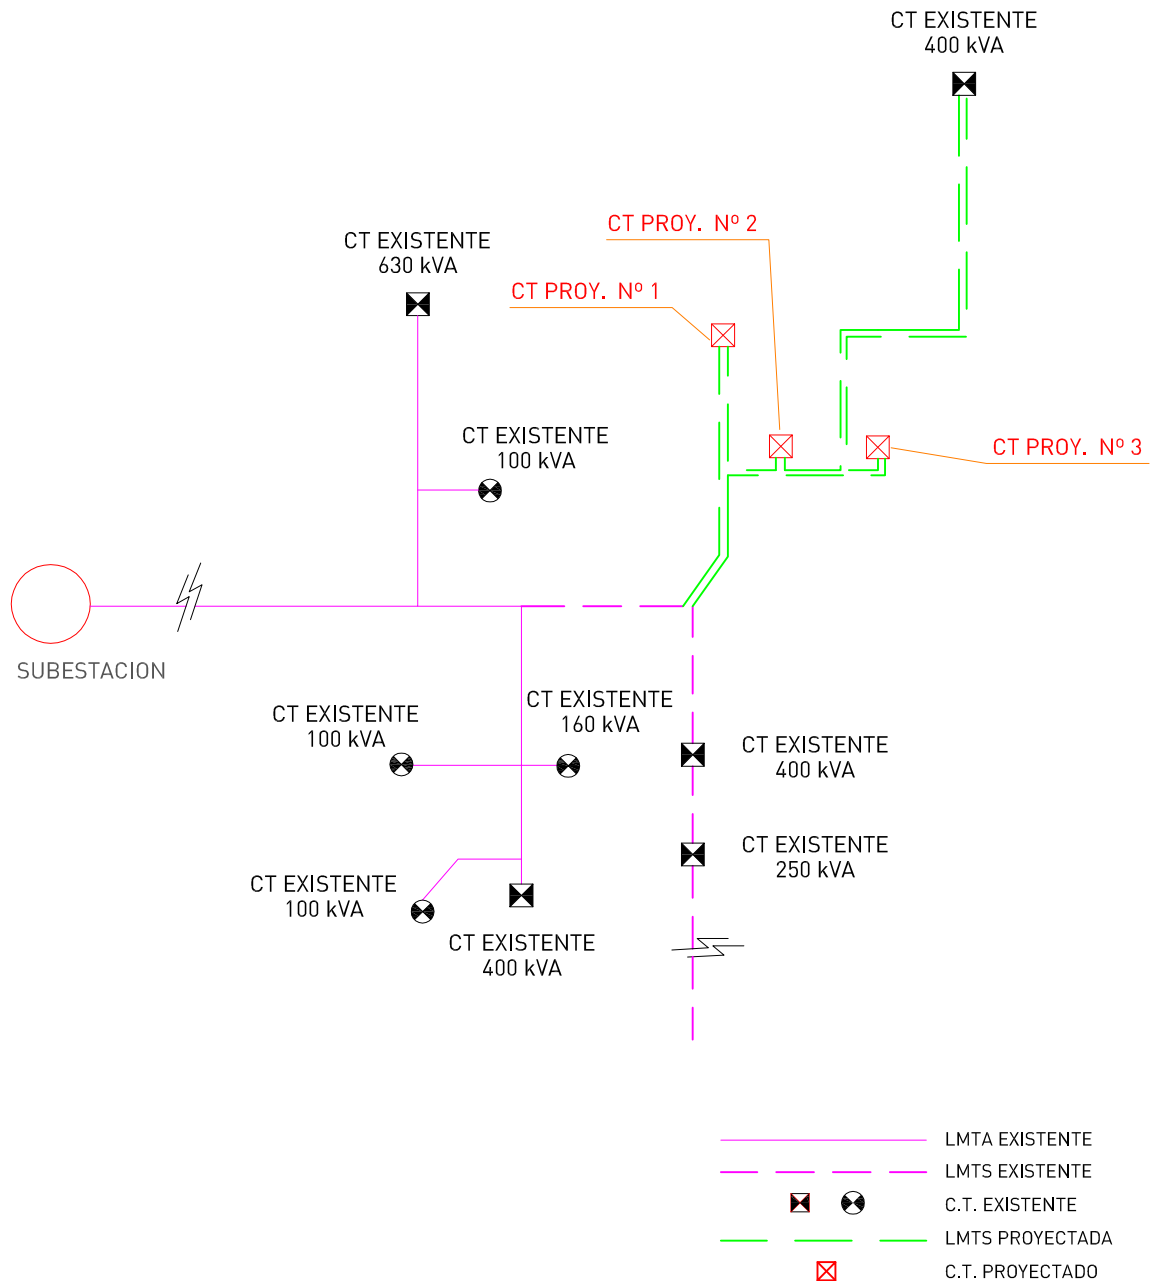 CT EXISTENTE
400 kVA
CT PROY. Nº 2
CT EXISTENTE
630 kVA
CT PROY. Nº 1
CT EXISTENTE
100 kVA
CT PROY. Nº 3
SUBESTACION
CT EXISTENTE
160 kVA
CT EXISTENTE
100 kVA
CT EXISTENTE
400 kVA
CT EXISTENTE
250 kVA
CT EXISTENTE
100 kVA
CT EXISTENTE
400 kVA
LMTA EXISTENTE
LMTS EXISTENTE
C.T. EXISTENTE
LMTS PROYECTADA
C.T. PROYECTADO